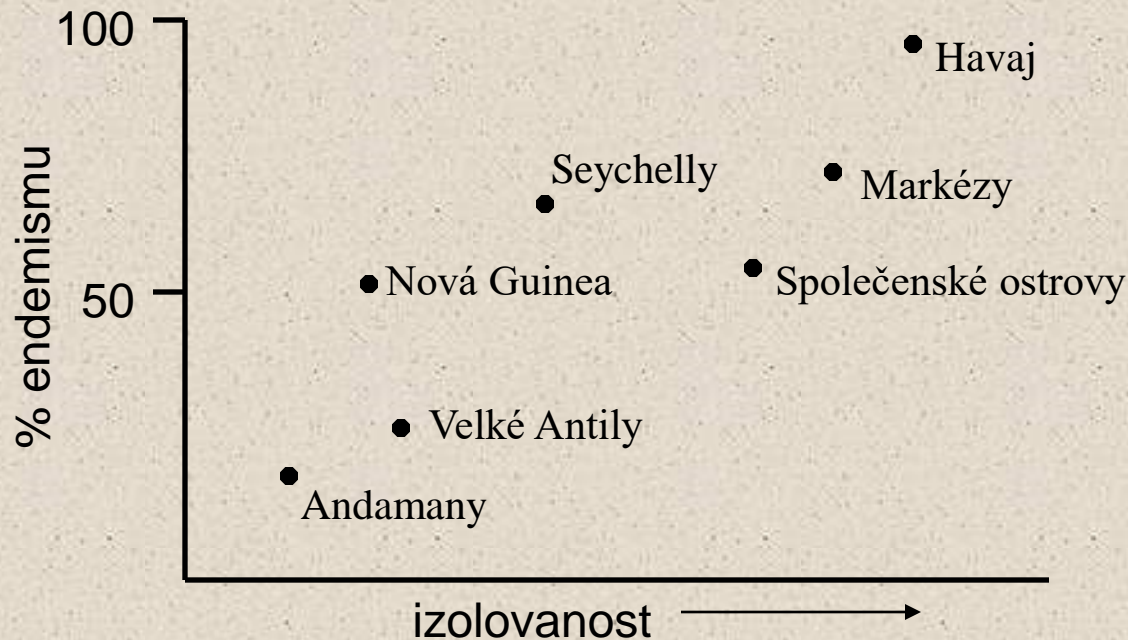 100
Havaj
Seychelly
Markézy
Nová Guinea
Společenské ostrovy
50
% endemismu
Velké Antily
Andamany
izolovanost